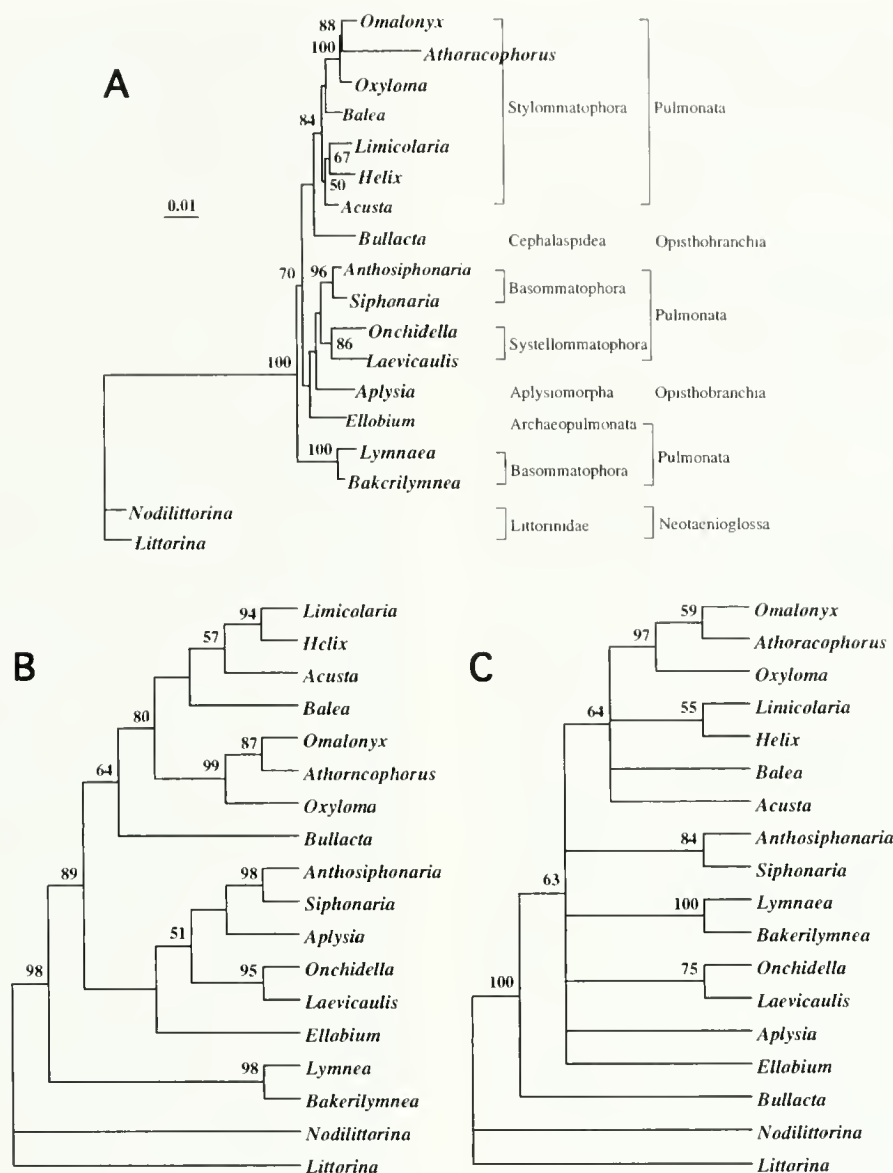 88
Omalonyx
100
Athoracophorus
A
Oxyloma
Stylommatophora
Pulmonata
84
Balea
Limicolaria
67
Helix
50
Acusta
0.01
Bullacta
Cephalaspidea
Opisthohranchia
70
96
Anthosiphonaria
Basommatophora
Siphonaria
Pulmonata
Onchidella
Systellommatophora
86
Laevicaulis
100
Aplysia
Aplysiomorpha
Opisthobranchia
Ellobium
Archaeopulmonata
100
Lymnaea
Basommatophora
Pulmonata
Bakcrilymnea
Nodilittorina
Littorinidae
Neotaenioglossa
Littorina
B
94
Limicolaria
57
Helix
Acusta
Balea
80
87
Omalonyx
99
Athorncophorus
64
Oxyloma
Bullacta
89
98
Anthosiphonaria
Siphonaria
51
Aplysia
95
Onchidella
98
Laevicaulis
Ellobium
98
Lymnea
Bakerilymnea
Nodilittorina
Littorina
C
59
Omalonyx
97
Athoracophorus
Oxyloma
64
55
Limicolaria
Helix
Balea
Acusta
84
Anthosiphonaria
63
Siphonaria
100
Lymnaea
Bakerilymnea
75
Onchidella
100
Laevicaulis
Aplysia
Ellobium
Bullacta
Nodilittorina
Littorina